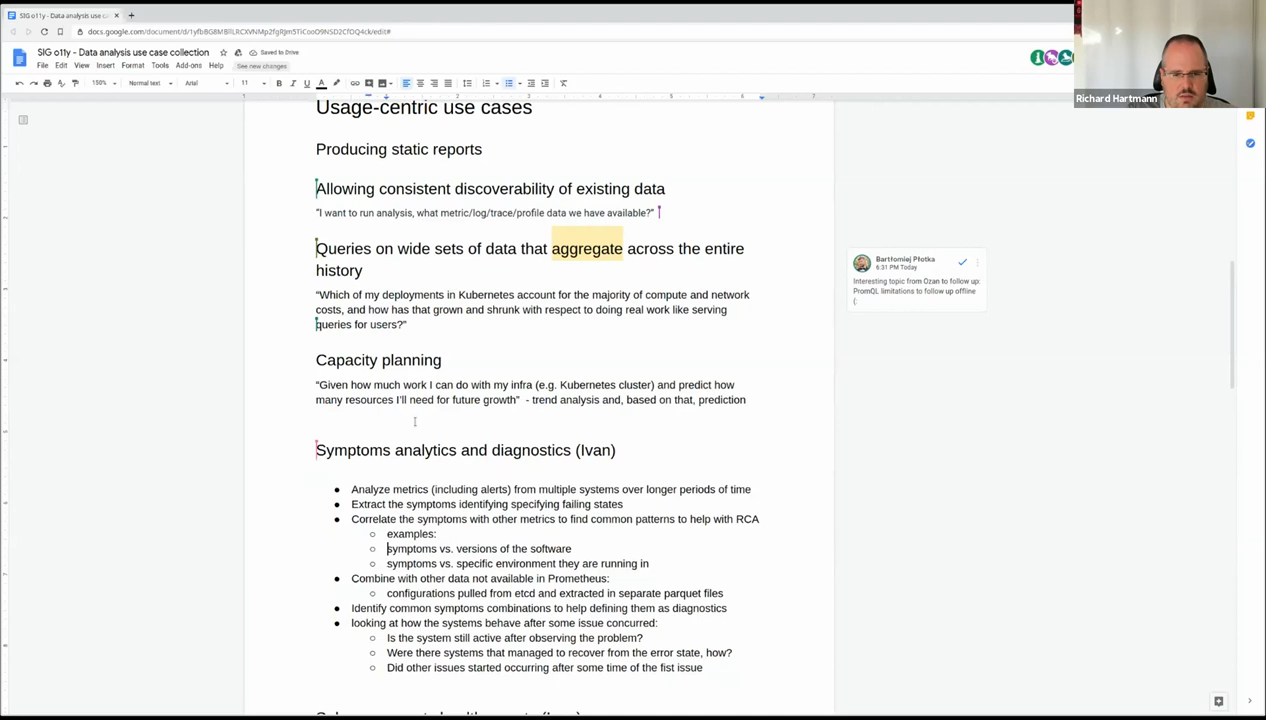 SIG o11y - Data analysis use ca
docs.google.com/document/d/1yfbBG8MBllLRCXVNMp2fgRJm5TiCooO9NSD2CfDQ4ck/edit#
SIG o11y - Data analysis use case collection
Saved to Drive
File Edit View Insert Format Tools Add-ons Help
See new changes
150% Normal text Arial 11
Richard Hartmann
Usage-centric use cases
Producing static reports
Allowing consistent discoverability of existing data
"I want to run analysis, what metric/log/trace/profile data we have available?"
Queries on wide sets of data that aggregate across the entire
history
"Which of my deployments in Kubernetes account for the majority of compute and network
costs, and how has that grown and shrunk with respect to doing real work like serving
queries for users?"
Bartłomiej Płotka
6:31 PM Today
Interesting topic from Ozan to follow up:
PromQL limitations to follow up offline
(:
Capacity planning
"Given how much work I can do with my infra (e.g. Kubernetes cluster) and predict how
many resources I'll need for future growth" - trend analysis and, based on that, prediction
Symptoms analytics and diagnostics (Ivan)
● Analyze metrics (including alerts) from multiple systems over longer periods of time
● Extract the symptoms identifying specifying failing states
● Correlate the symptoms with other metrics to find common patterns to help with RCA
○ examples:
○ symptoms vs. versions of the software
○ symptoms vs. specific environment they are running in
● Combine with other data not available in Prometheus:
○ configurations pulled from etcd and extracted in separate parquet files
● Identify common symptoms combinations to help defining them as diagnostics
● looking at how the systems behave after some issue concurred:
○ Is the system still active after observing the problem?
○ Were there systems that managed to recover from the error state, how?
○ Did other issues started occurring after some time of the fist issue